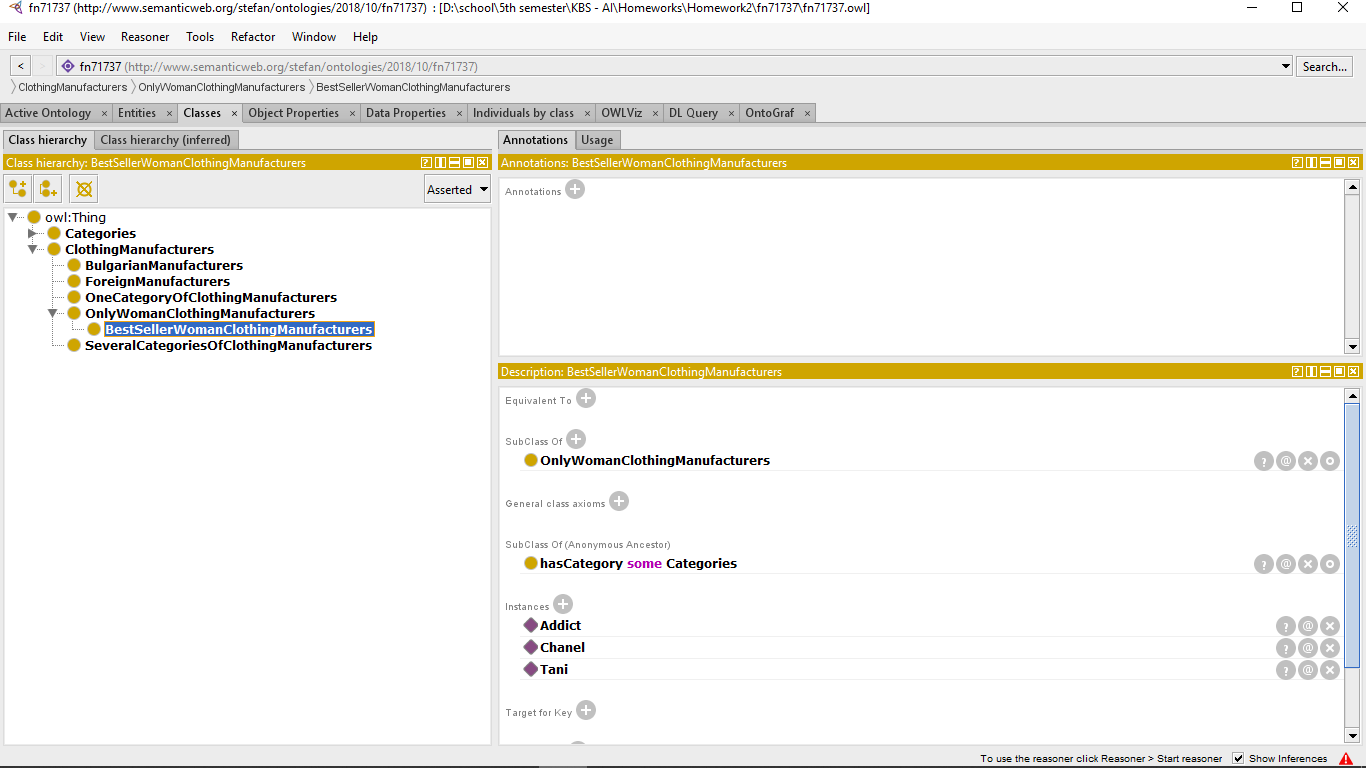 fn71737 (http://www.semanticweb.org/stefan/ontologies/2018/10/fn71737) : [D:\school\5th semester\KBS - AI\Homeworks\Homework2\fn71737\fn71737.owl]
File Edit View Reasoner Tools Refactor Window Help
< > fn71737 (http://www.semanticweb.org/stefan/ontologies/2018/10/fn71737) Search...
ClothingManufacturers OnlyWomanClothingManufacturers BestSellerWomanClothingManufacturers
Active Ontology × Entities × Classes × Object Properties × Data Properties × Individuals by class × OWLViz × DL Query × OntoGraf ×
Class hierarchy Class hierarchy (inferred)
Class hierarchy: BestSellerWomanClothingManufacturers
Asserted
owl:Thing
Categories
ClothingManufacturers
BulgarianManufacturers
ForeignManufacturers
OneCategoryOfClothingManufacturers
OnlyWomanClothingManufacturers
BestSellerWomanClothingManufacturers
SeveralCategoriesOfClothingManufacturers
Annotations Usage
Annotations: BestSellerWomanClothingManufacturers
Annotations
Description: BestSellerWomanClothingManufacturers
Equivalent To
SubClass Of
OnlyWomanClothingManufacturers
General class axioms
SubClass Of (Anonymous Ancestor)
hasCategory some Categories
Instances
Addict
Chanel
Tani
Target for Key
To use the reasoner click Reasoner > Start reasoner Show Inferences